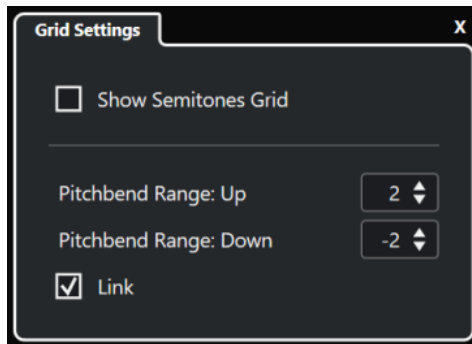 Grid Settings x
Show Semitones Grid
Pitchbend Range: Up 2
Pitchbend Range: Down -2
Link